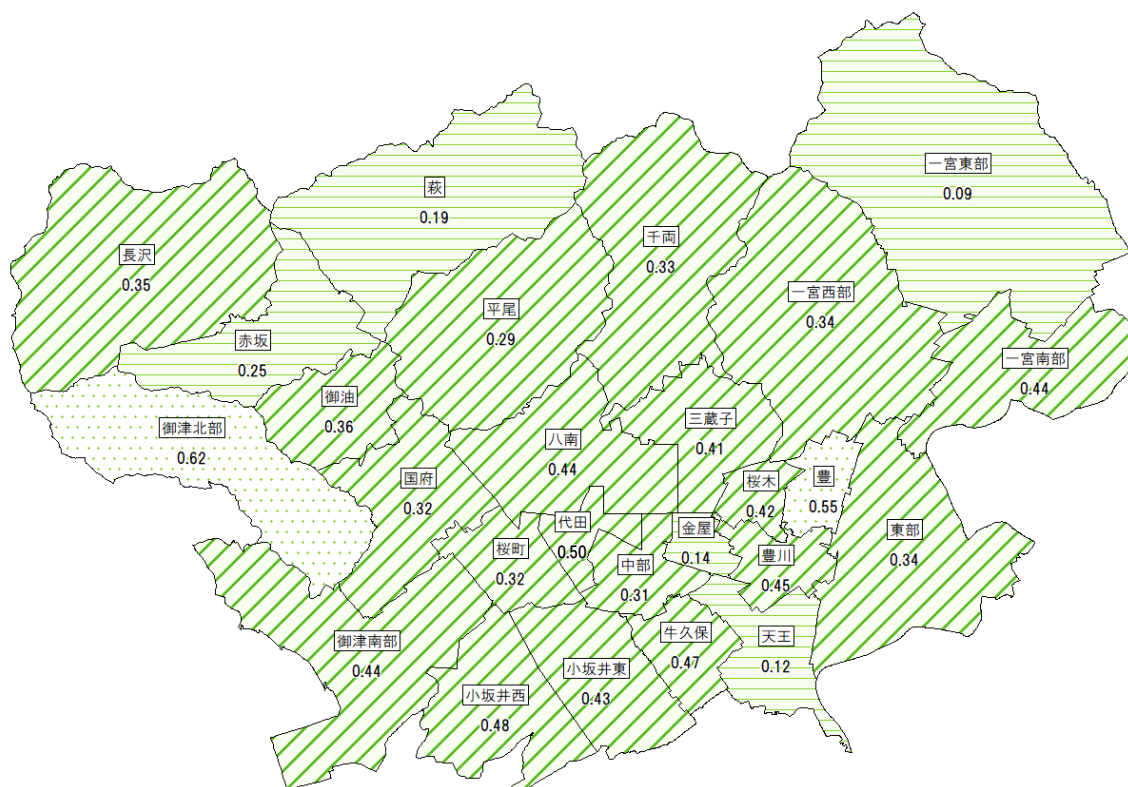 一宮東部
0.09
萩
0.19
千両
0.33
長沢
0.35
一宮西部
0.34
平尾
0.29
赤坂
0.25
一宮南部
0.44
御油
0.36
三蔵子
0.41
御津北部
0.62
八南
0.44
国府
0.32
桜木
0.42
豊
0.55
代田
0.50
金屋
0.14
東部
0.34
桜町
0.32
中部
0.31
豊川
0.45
御津南部
0.44
牛久保
0.47
天王
0.12
小坂井東
0.43
小坂井西
0.48